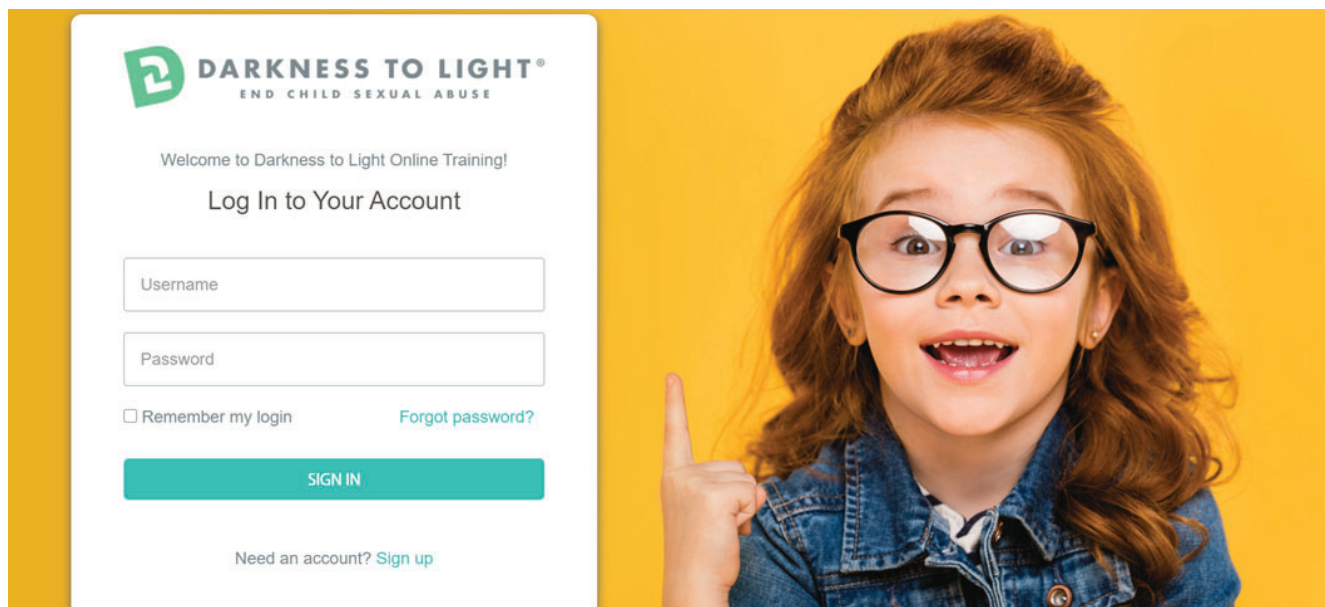 DARKNESS TO LIGHT®
END CHILD SEXUAL ABUSE
Welcome to Darkness to Light Online Training!
Log In to Your Account
Username
Password
Remember my login
Forgot password?
SIGN IN
Need an account? Sign up